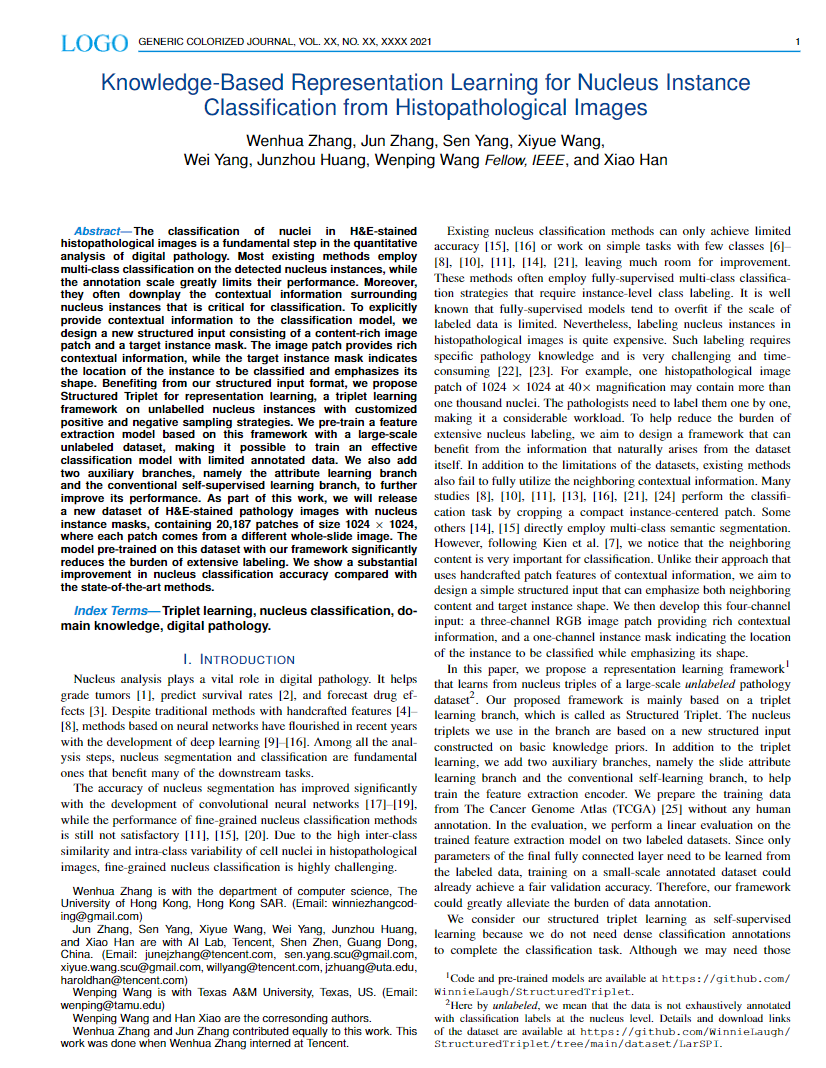 LOGO GENERIC COLORIZED JOURNAL, VOL. XX, NO. XX, XXXX 2021 1
Knowledge-Based Representation Learning for Nucleus Instance
Classification from Histopathological Images
Wenhua Zhang, Jun Zhang, Sen Yang, Xiyue Wang,
Wei Yang, Junzhou Huang, Wenping Wang Fellow, IEEE, and Xiao Han
Abstract—The classification of nuclei in H&E-stained
histopathological images is a fundamental step in the quantitative
analysis of digital pathology. Most existing methods employ
multi-class classification on the detected nucleus instances, while
the annotation scale greatly limits their performance. Moreover,
they often downplay the contextual information surrounding
nucleus instances that is critical for classification. To explicitly
provide contextual information to the classification model, we
design a new structured input consisting of a content-rich image
patch and a target instance mask. The image patch provides rich
contextual information, while the target instance mask indicates
the location of the instance to be classified and emphasizes its
shape. Benefiting from our structured input format, we propose
Structured Triplet for representation learning, a triplet learning
framework on unlabelled nucleus instances with customized
positive and negative sampling strategies. We pre-train a feature
extraction model based on this framework with a large-scale
unlabeled dataset, making it possible to train an effective
classification model with limited annotated data. We also add
two auxiliary branches, namely the attribute learning branch
and the conventional self-supervised learning branch, to further
improve its performance. As part of this work, we will release
a new dataset of H&E-stained pathology images with nucleus
instance masks, containing 20,187 patches of size 1024 × 1024,
where each patch comes from a different whole-slide image. The
model pre-trained on this dataset with our framework significantly
reduces the burden of extensive labeling. We show a substantial
improvement in nucleus classification accuracy compared with
the state-of-the-art methods.
Index Terms—Triplet learning, nucleus classification, do-
main knowledge, digital pathology.
I. INTRODUCTION
Nucleus analysis plays a vital role in digital pathology. It helps
grade tumors [1], predict survival rates [2], and forecast drug ef-
fects [3]. Despite traditional methods with handcrafted features [4]–
[8], methods based on neural networks have flourished in recent years
with the development of deep learning [9]–[16]. Among all the anal-
ysis steps, nucleus segmentation and classification are fundamental
ones that benefit many of the downstream tasks.
The accuracy of nucleus segmentation has improved significantly
with the development of convolutional neural networks [17]–[19],
while the performance of fine-grained nucleus classification methods
is still not satisfactory [11], [15], [20]. Due to the high inter-class
similarity and intra-class variability of cell nuclei in histopathological
images, fine-grained nucleus classification is highly challenging.
Wenhua Zhang is with the department of computer science, The
University of Hong Kong, Hong Kong SAR. (Email: winniezhangcod-
ing@gmail.com)
Jun Zhang, Sen Yang, Xiyue Wang, Wei Yang, Junzhou Huang,
and Xiao Han are with AI Lab, Tencent, Shen Zhen, Guang Dong,
China. (Email: junejzhang@tencent.com, sen.yang.scu@gmail.com,
xiyue.wang.scu@gmail.com, willyang@tencent.com, jzhuang@uta.edu,
haroldhan@tencent.com)
Wenping Wang is with Texas A&M University, Texas, US. (Email:
wenping@tamu.edu)
Wenping Wang and Han Xiao are the corresonding authors.
Wenhua Zhang and Jun Zhang contributed equally to this work. This
work was done when Wenhua Zhang interned at Tencent.
Existing nucleus classification methods can only achieve limited
accuracy [15], [16] or work on simple tasks with few classes [6]–
[8], [10], [11], [14], [21], leaving much room for improvement.
These methods often employ fully-supervised multi-class classifica-
tion strategies that require instance-level class labeling. It is well
known that fully-supervised models tend to overfit if the scale of
labeled data is limited. Nevertheless, labeling nucleus instances in
histopathological images is quite expensive. Such labeling requires
specific pathology knowledge and is very challenging and time-
consuming [22], [23]. For example, one histopathological image
patch of 1024 × 1024 at 40× magnification may contain more than
one thousand nuclei. The pathologists need to label them one by one,
making it a considerable workload. To help reduce the burden of
extensive nucleus labeling, we aim to design a framework that can
benefit from the information that naturally arises from the dataset
itself. In addition to the limitations of the datasets, existing methods
also fail to fully utilize the neighboring contextual information. Many
studies [8], [10], [11], [13], [16], [21], [24] perform the classifi-
cation task by cropping a compact instance-centered patch. Some
others [14], [15] directly employ multi-class semantic segmentation.
However, following Kien et al. [7], we notice that the neighboring
content is very important for classification. Unlike their approach that
uses handcrafted patch features of contextual information, we aim to
design a simple structured input that can emphasize both neighboring
content and target instance shape. We then develop this four-channel
input: a three-channel RGB image patch providing rich contextual
information, and a one-channel instance mask indicating the location
of the instance to be classified while emphasizing its shape.
In this paper, we propose a representation learning framework1
that learns from nucleus triples of a large-scale unlabeled pathology
dataset2. Our proposed framework is mainly based on a triplet
learning branch, which is called as Structured Triplet. The nucleus
triplets we use in the branch are based on a new structured input
constructed on basic knowledge priors. In addition to the triplet
learning, we add two auxiliary branches, namely the slide attribute
learning branch and the conventional self-learning branch, to help
train the feature extraction encoder. We prepare the training data
from The Cancer Genome Atlas (TCGA) [25] without any human
annotation. In the evaluation, we perform a linear evaluation on the
trained feature extraction model on two labeled datasets. Since only
parameters of the final fully connected layer need to be learned from
the labeled data, training on a small-scale annotated dataset could
already achieve a fair validation accuracy. Therefore, our framework
could greatly alleviate the burden of data annotation.
We consider our structured triplet learning as self-supervised
learning because we do not need dense classification annotations
to complete the classification task. Although we may need those
1Code and pre-trained models are available at https://github.com/
WinnieLaugh/StructuredTriplet.
2Here by unlabeled, we mean that the data is not exhaustively annotated
with classification labels at the nucleus level. Details and download links
of the dataset are available at https://github.com/WinnieLaugh/
StructuredTriplet/tree/main/dataset/LarSPI.